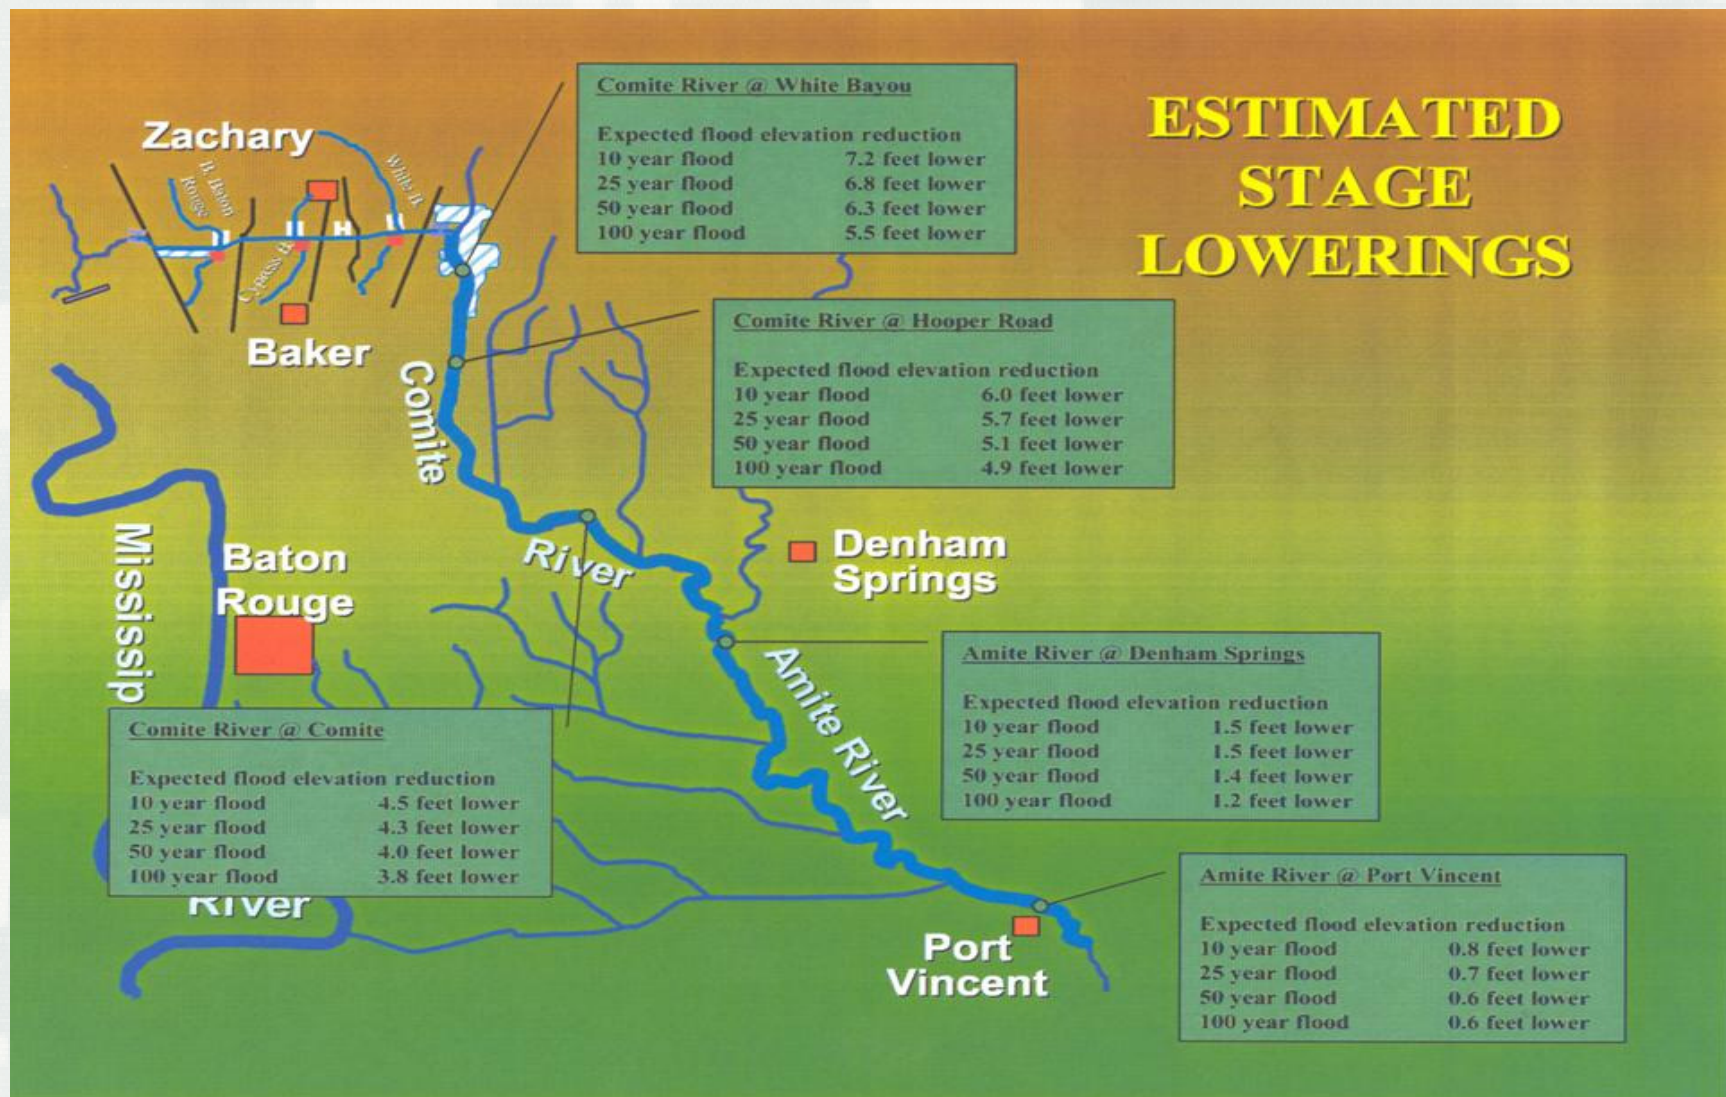 ESTIMATED
STAGE
LOWERINGS
Comite River @ White Bayou
Expected flood elevation reduction
10 year flood 7.2 feet lower
25 year flood 6.8 feet lower
50 year flood 6.3 feet lower
100 year flood 5.5 feet lower
Zachary
B. Baton
Rouge
White B.
Cypress B.
H
Baker
Comite River @ Hooper Road
Expected flood elevation reduction
10 year flood 6.0 feet lower
25 year flood 5.7 feet lower
50 year flood 5.1 feet lower
100 year flood 4.9 feet lower
Comite
River
Mississip
Baton
Rouge
Denham
Springs
Amite River @ Denham Springs
Expected flood elevation reduction
10 year flood 1.5 feet lower
25 year flood 1.5 feet lower
50 year flood 1.4 feet lower
100 year flood 1.2 feet lower
Amite River
Comite River @ Comite
Expected flood elevation reduction
10 year flood 4.5 feet lower
25 year flood 4.3 feet lower
50 year flood 4.0 feet lower
100 year flood 3.8 feet lower
River
Port
Vincent
Amite River @ Port Vincent
Expected flood elevation reduction
10 year flood 0.8 feet lower
25 year flood 0.7 feet lower
50 year flood 0.6 feet lower
100 year flood 0.6 feet lower